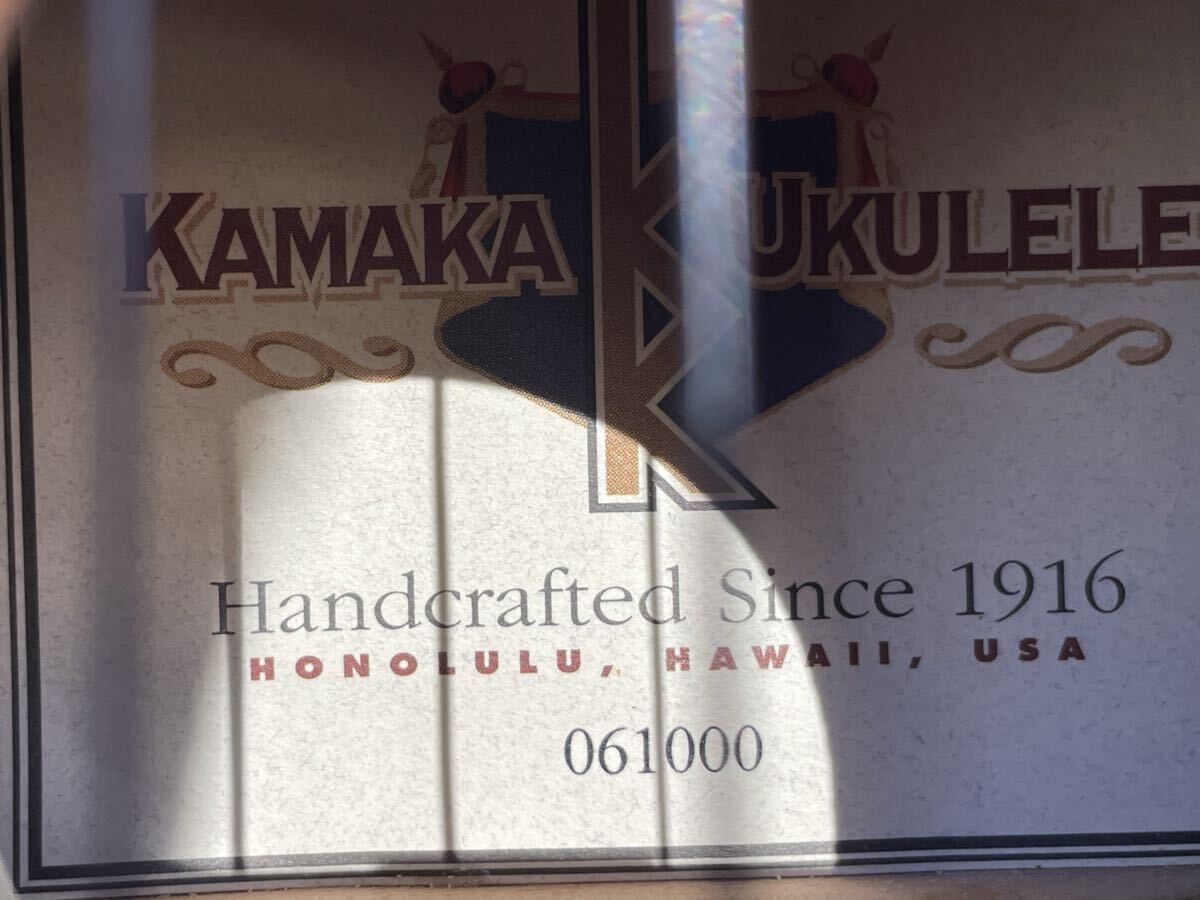 KAMAKA K UKULELE
Handcrafted Since 1916
HONOLULU, HAWAII, USA
061000